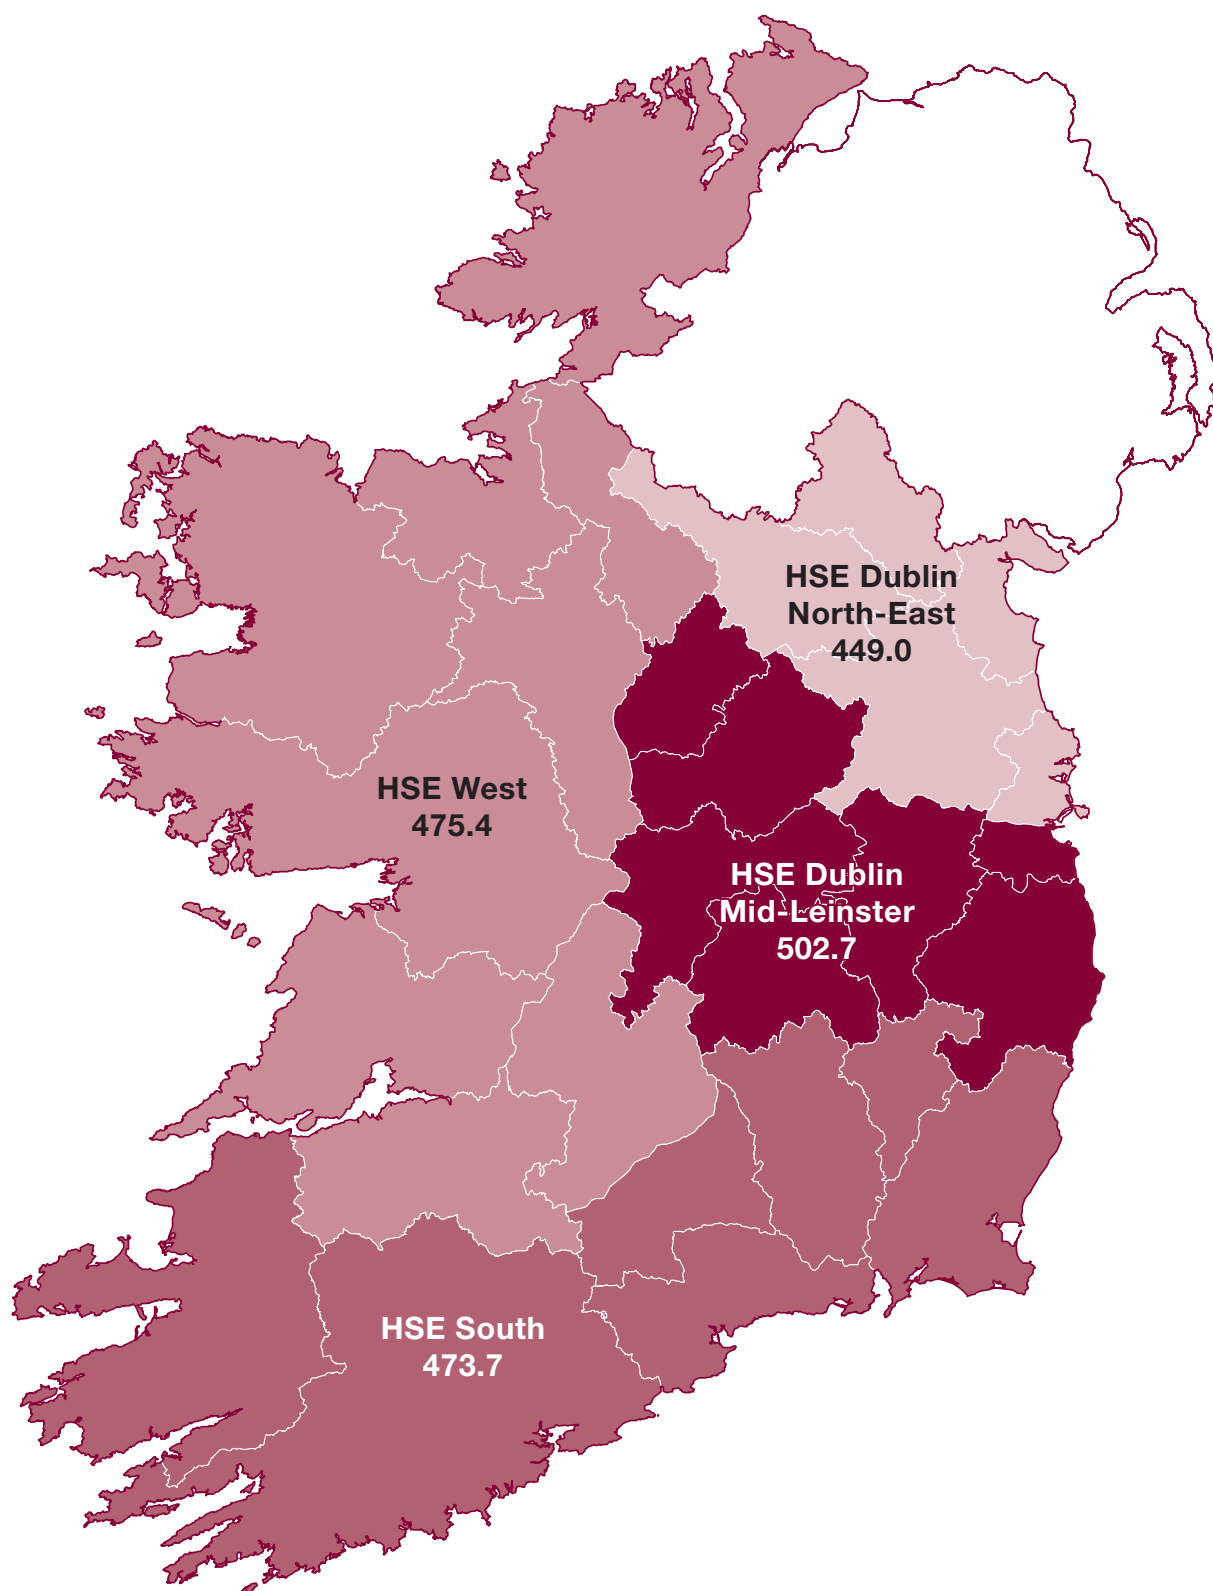 HSE Dublin
North-East
449.0
HSE West
475.4
HSE Dublin
Mid-Leinster
502.7
HSE South
473.7